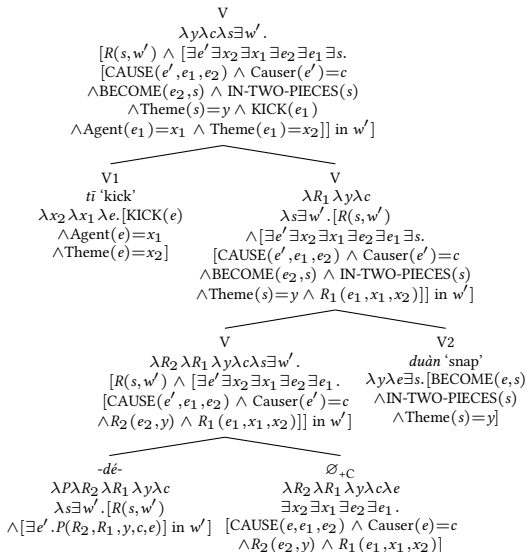 V
λyλcλs∃w′.
[R(s,w′) ∧ [∃e′∃x₂∃x₁∃e₂∃e₁∃s.
[CAUSE(e′,e₁,e₂) ∧ Causer(e′)=c
∧BECOME(e₂,s) ∧ IN-TWO-PIECES(s)
∧Theme(s)=y ∧ KICK(e₁)
∧Agent(e₁)=x₁ ∧ Theme(e₁)=x₂]] in w′]
V1
tī ‘kick’
λx₂λx₁λe.[KICK(e)
∧Agent(e)=x₁
∧Theme(e)=x₂]
V
λR₁λyλc
λs∃w′.[R(s,w′)
∧[∃e′∃x₂∃x₁∃e₂∃e₁∃s.
[CAUSE(e′,e₁,e₂) ∧ Causer(e′)=c
∧BECOME(e₂,s) ∧ IN-TWO-PIECES(s)
∧Theme(s)=y ∧ R₁(e₁,x₁,x₂)]] in w′]
V
λR₂λR₁λyλcλs∃w′.
[R(s,w′) ∧ [∃e′∃x₂∃x₁∃e₂∃e₁.
[CAUSE(e′,e₁,e₂) ∧ Causer(e′)=c
∧R₂(e₂,y) ∧ R₁(e₁,x₁,x₂)]] in w′]
V2
duàn ‘snap’
λyλe∃s.[BECOME(e,s)
∧IN-TWO-PIECES(s)
∧Theme(s)=y]
-dé-
λPλR₂λR₁λyλc
λs∃w′.[R(s,w′)
∧[∃e′.P(R₂,R₁,y,c,e)] in w′]
∅₊C
λR₂λR₁λyλcλe
∃x₂∃x₁∃e₂∃e₁.
[CAUSE(e,e₁,e₂) ∧ Causer(e)=c
∧R₂(e₂,y) ∧ R₁(e₁,x₁,x₂)]